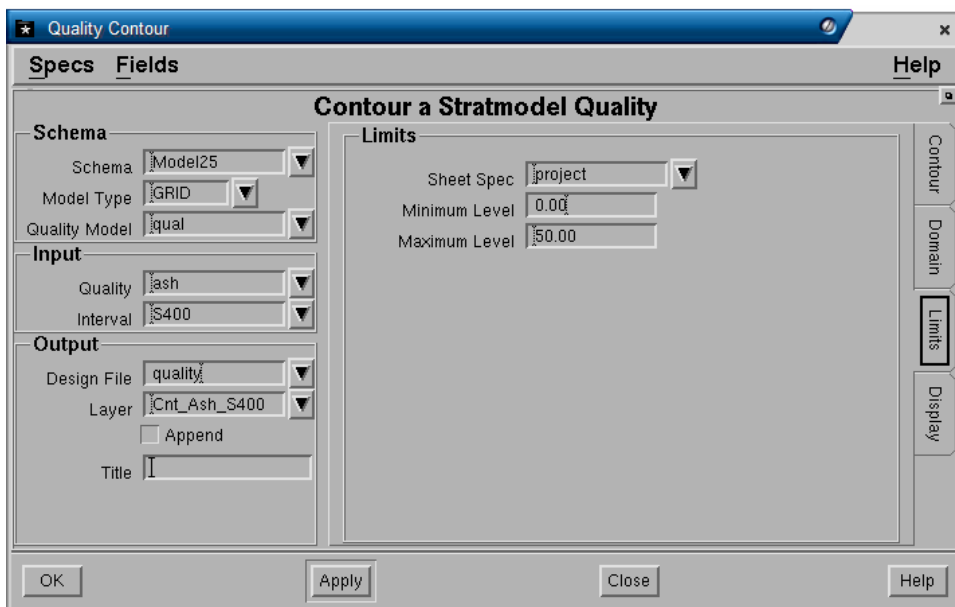 Quality Contour
Specs Fields Help
Contour a Stratmodel Quality
Schema
Schema Model25
Model Type GRID
Quality Model qual
Input
Quality ash
Interval S400
Output
Design File quality
Layer Cnt_Ash_S400
Append
Title
Limits
Sheet Spec project
Minimum Level 0.00
Maximum Level 50.00
Contour
Domain
Limits
Display
OK Apply Close Help